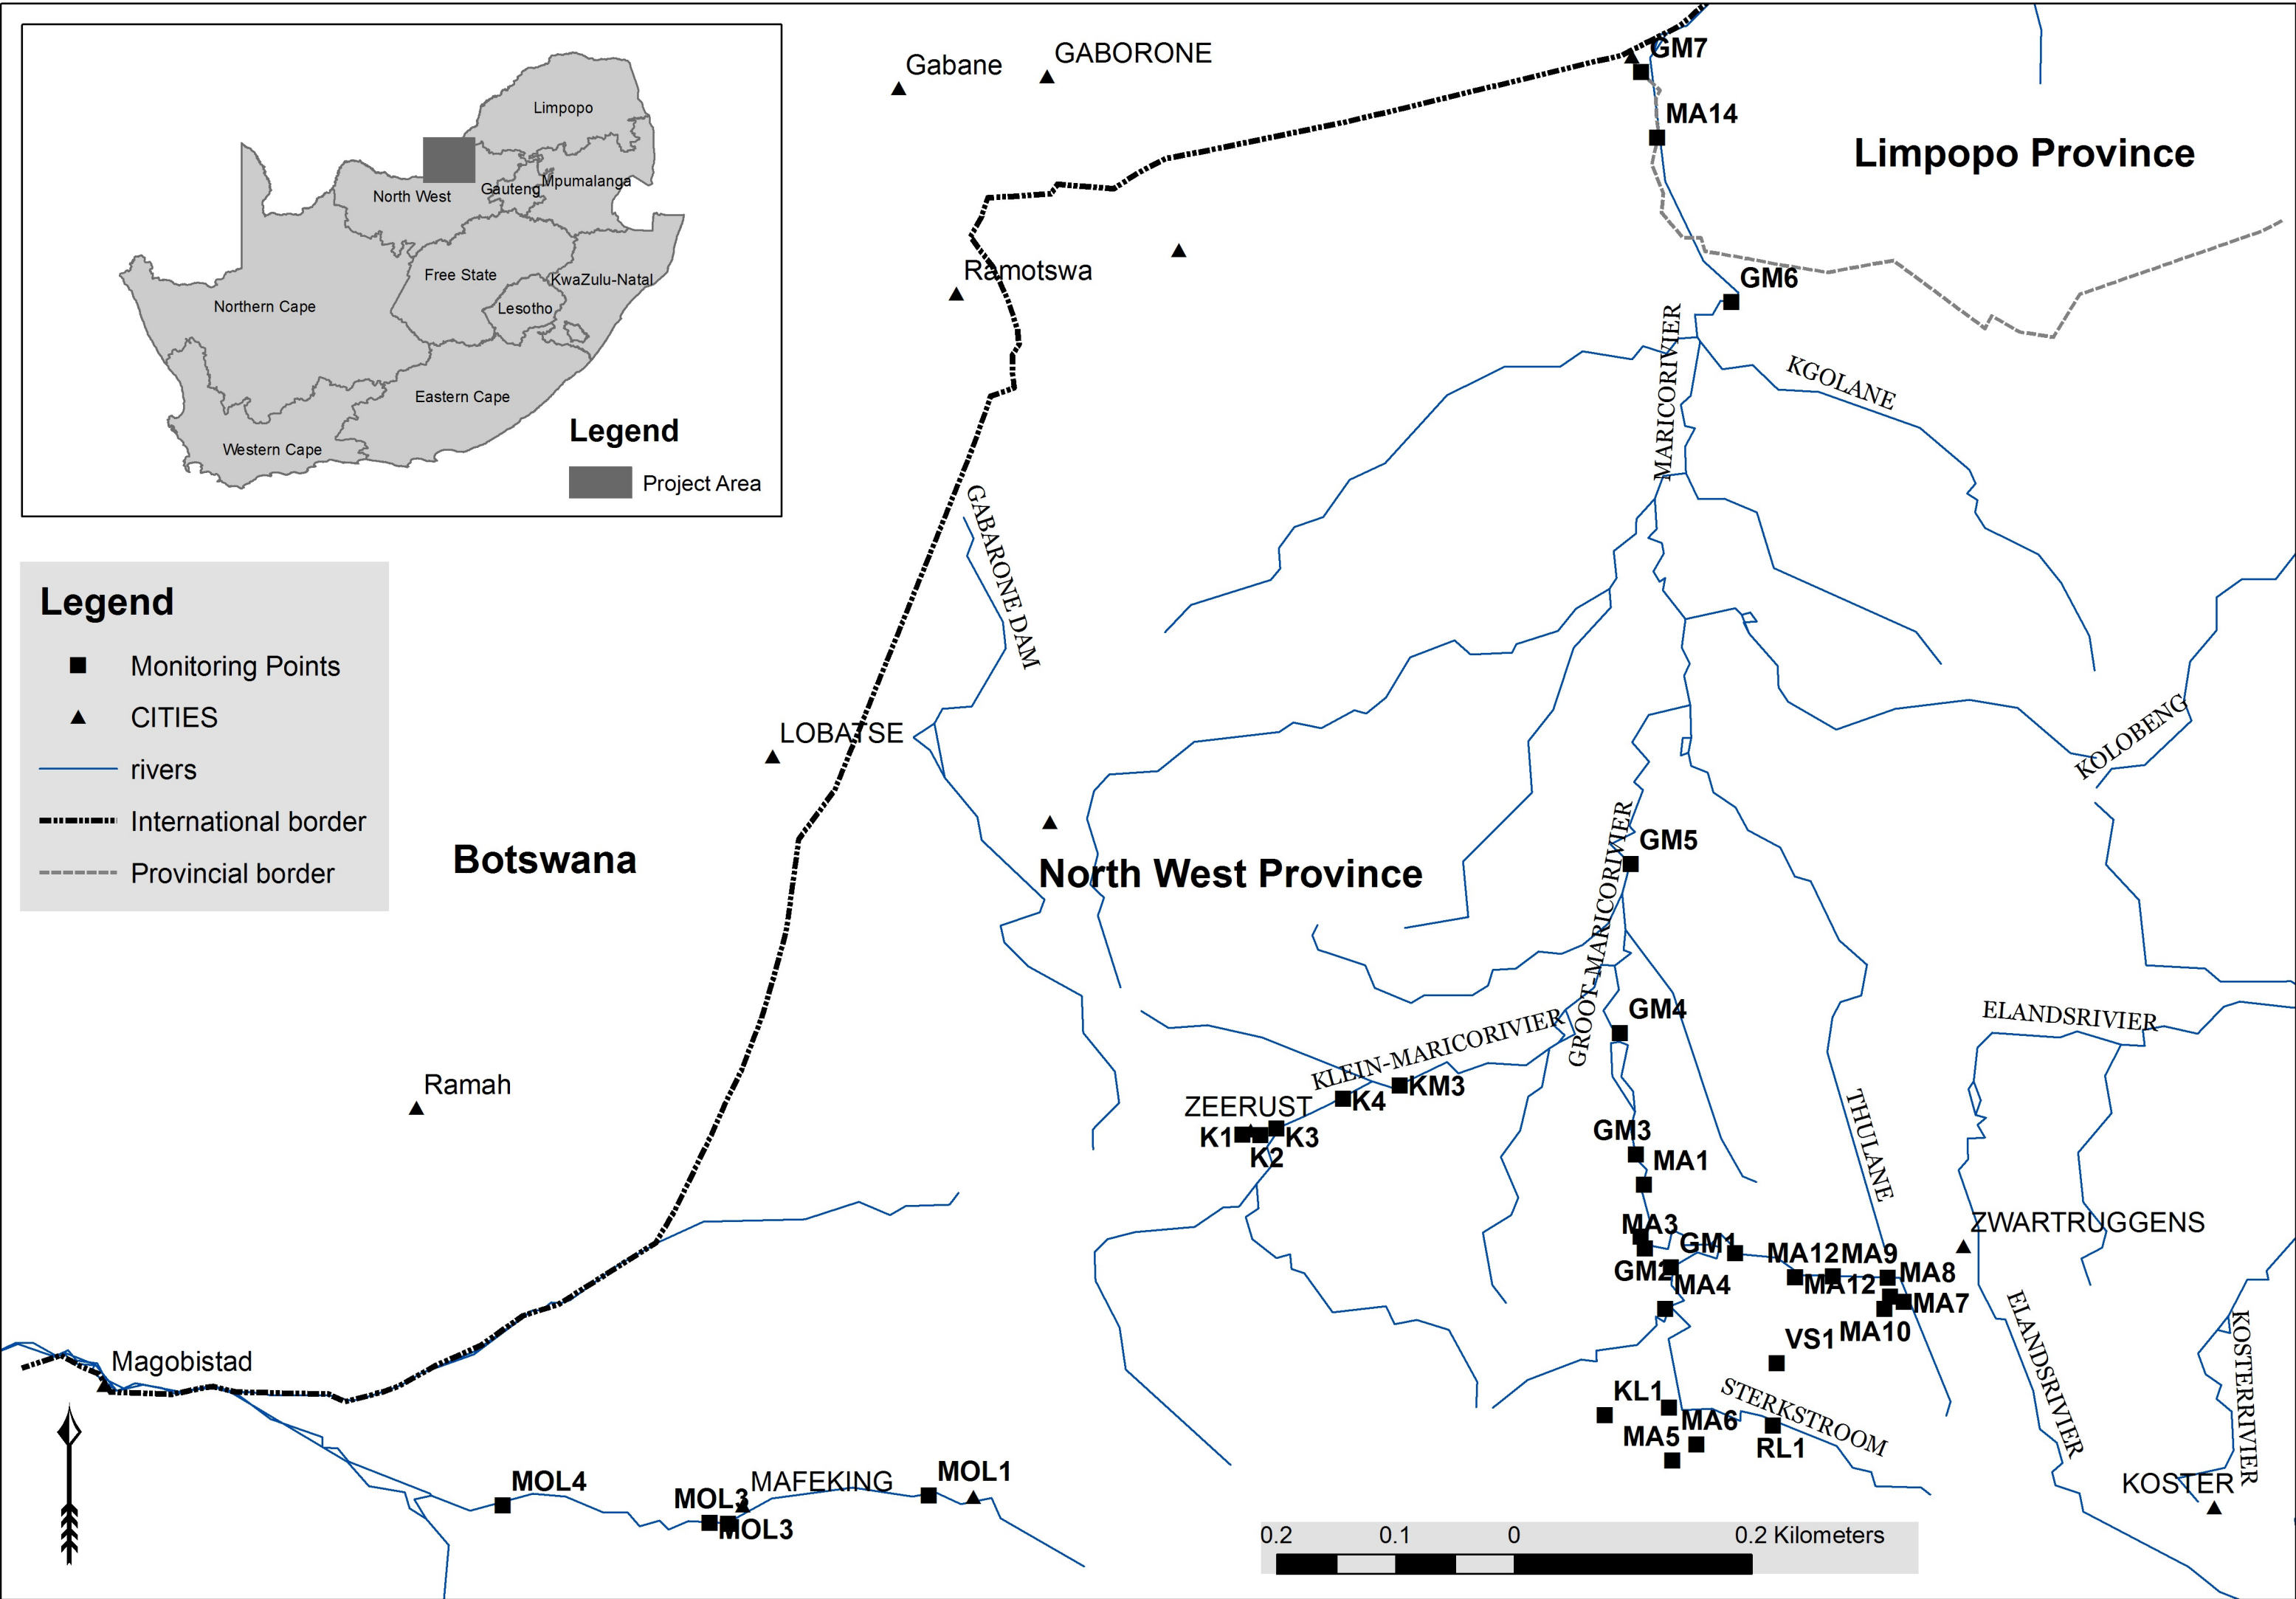 Limpopo
North West
Gauteng
Mpumalanga
Free State
KwaZulu-Natal
Lesotho
Northern Cape
Eastern Cape
Western Cape
Legend
Project Area
Gabane
GABORONE
GM7
MA14
Limpopo Province
Ramotswa
GM6
MARICORIVIER
KGOLANE
GABARONE DAM
Legend
Monitoring Points
CITIES
rivers
International border
Provincial border
LOBATSE
KOLOBENG
Botswana
North West Province
GM5
GROOT-MARICORIVIER
GM4
ELANDSRIVIER
KLEIN-MARICORIVIER
Ramah
ZEERUST
K4
KM3
K1
K2
K3
GM3
MA1
THULANE
MA3
GM1
MA12
MA9
ZWARTRUGGENS
GM2
MA4
MA12
MA8
MA7
VS1
MA10
ELANDSRIVIER
KOSTERRIVIER
Magobistad
KL1
MA6
STERKSTROOM
MA5
RL1
MOL4
MOL3
MAFEKING
MOL1
MOL3
KOSTER
0.2
0.1
0
0.2 Kilometers